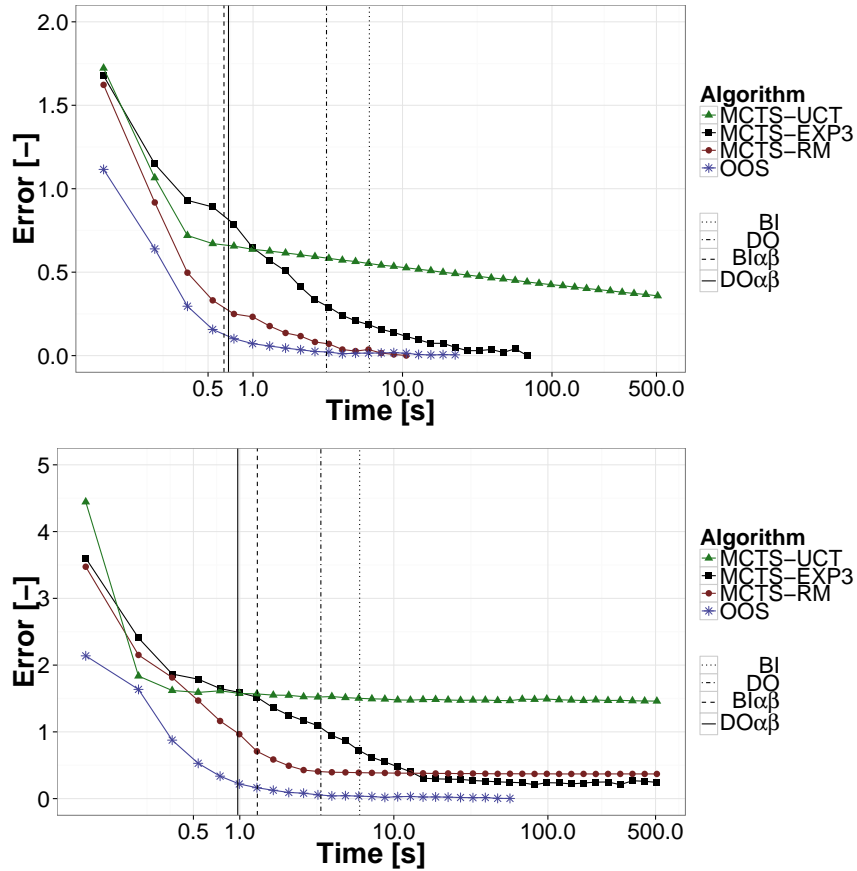 2.0
1.5
1.0
0.5
0.0
Error [−]
0.5 1.0 10.0 100.0 500.0
Time [s]
Algorithm
MCTS−UCT
MCTS−EXP3
MCTS−RM
OOS
BI
DO
BIαβ
DOαβ
5
4
3
2
1
0
Error [−]
0.5 1.0 10.0 100.0 500.0
Time [s]
Algorithm
MCTS−UCT
MCTS−EXP3
MCTS−RM
OOS
BI
DO
BIαβ
DOαβ